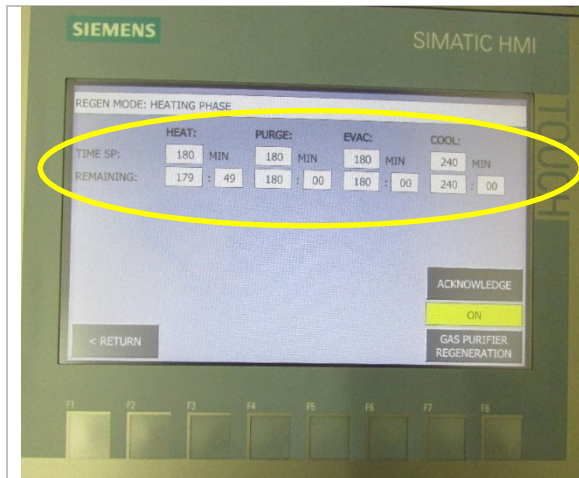 SIEMENS
SIMATIC HMI
TOUCH
REGEN MODE: HEATING PHASE
HEAT: PURGE: EVAC: COOL:
TIME SP: 180 MIN 180 MIN 180 MIN 240 MIN
REMAINING: 179 : 49 180 : 00 180 : 00 240 : 00
ACKNOWLEDGE
ON
< RETURN
GAS PURIFIER
REGENERATION
F1 F2 F3 F4 F5 F6 F7 F8